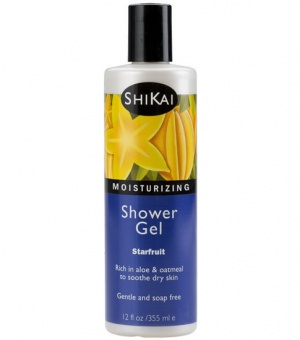 SHIKAI
MOISTURIZING
Shower
Gel
Starfruit
Rich in aloe & oatmeal
to soothe dry skin
Gentle and soap free
12 fl oz/355 ml e